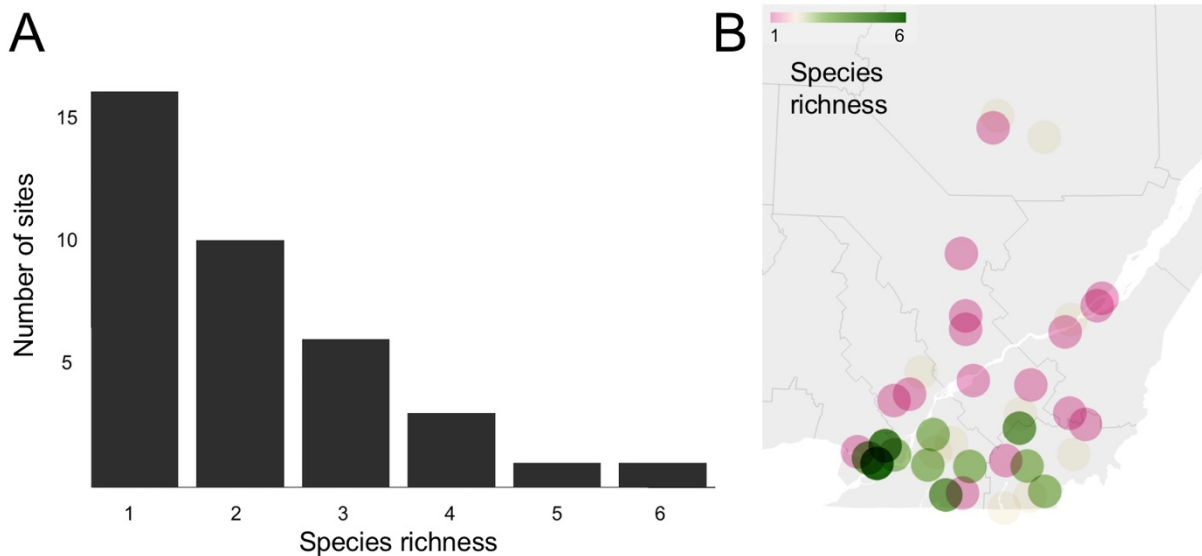 A
15
10
5
Number of sites
1 2 3 4 5 6
Species richness
B
1 6
Species
richness